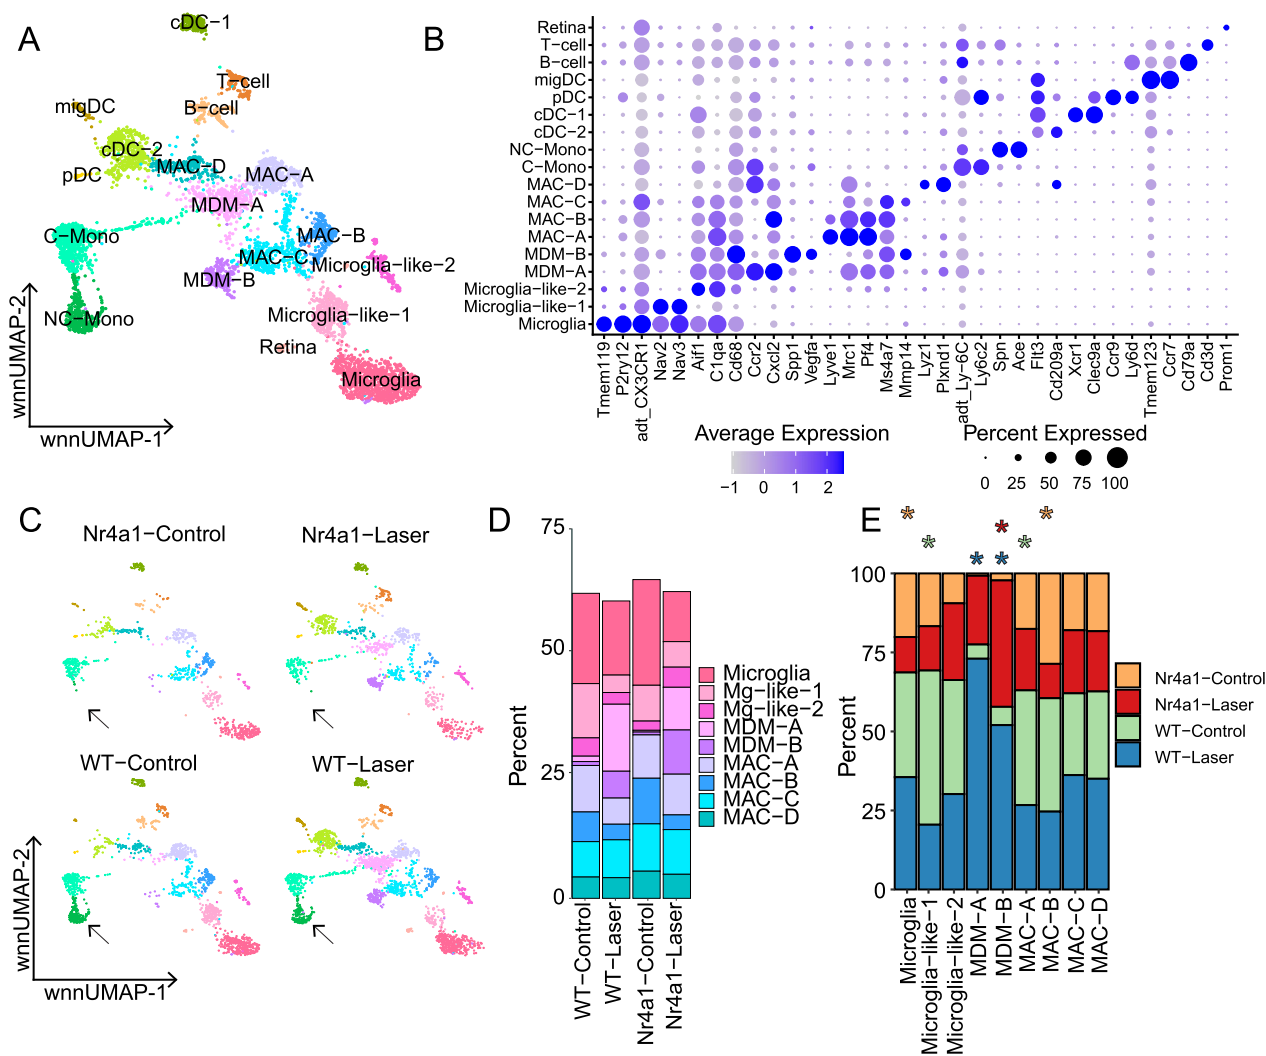 A
cDC−1
T−cell
migDC
B−cell
cDC−2
pDC
MAC−D
MAC−A
MDM−A
C−Mono
MAC−B
MAC−C
Microglia−like−2
MDM−B
NC−Mono
Microglia−like−1
Retina
Microglia
wnnUMAP−2
wnnUMAP−1
B
Retina
T−cell
B−cell
migDC
pDC
cDC−1
cDC−2
NC−Mono
C−Mono
MAC−D
MAC−C
MAC−B
MAC−A
MDM−B
MDM−A
Microglia−like−2
Microglia−like−1
Microglia
Tmem119
P2ry12
adt_CX3CR1
Nav2
Nav3
Aif1
C1qa
Cd68
Ccr2
Cxcl2
Spp1
Vegfa
Lyve1
Mrc1
Pf4
Ms4a7
Mmp14
Lyz1
Plxnd1
adt_Ly−6C
Ly6c2
Spn
Ace
Flt3
Cd209a
Xcr1
Clec9a
Ccr9
Ly6d
Tmem123
Ccr7
Cd79a
Cd3d
Prom1
Average Expression
−1 0 1 2
Percent Expressed
0 25 50 75 100
C
Nr4a1−Control
Nr4a1−Laser
WT−Control
WT−Laser
wnnUMAP−2
wnnUMAP−1
D
75
50
25
0
Percent
WT−Control
WT−Laser
Nr4a1−Control
Nr4a1−Laser
Microglia
Mg−like−1
Mg−like−2
MDM−A
MDM−B
MAC−A
MAC−B
MAC−C
MAC−D
E
* * * *
* *
* *
100
75
50
25
0
Percent
Microglia
Microglia−like−1
Microglia−like−2
MDM−A
MDM−B
MAC−A
MAC−B
MAC−C
MAC−D
Nr4a1−Control
Nr4a1−Laser
WT−Control
WT−Laser